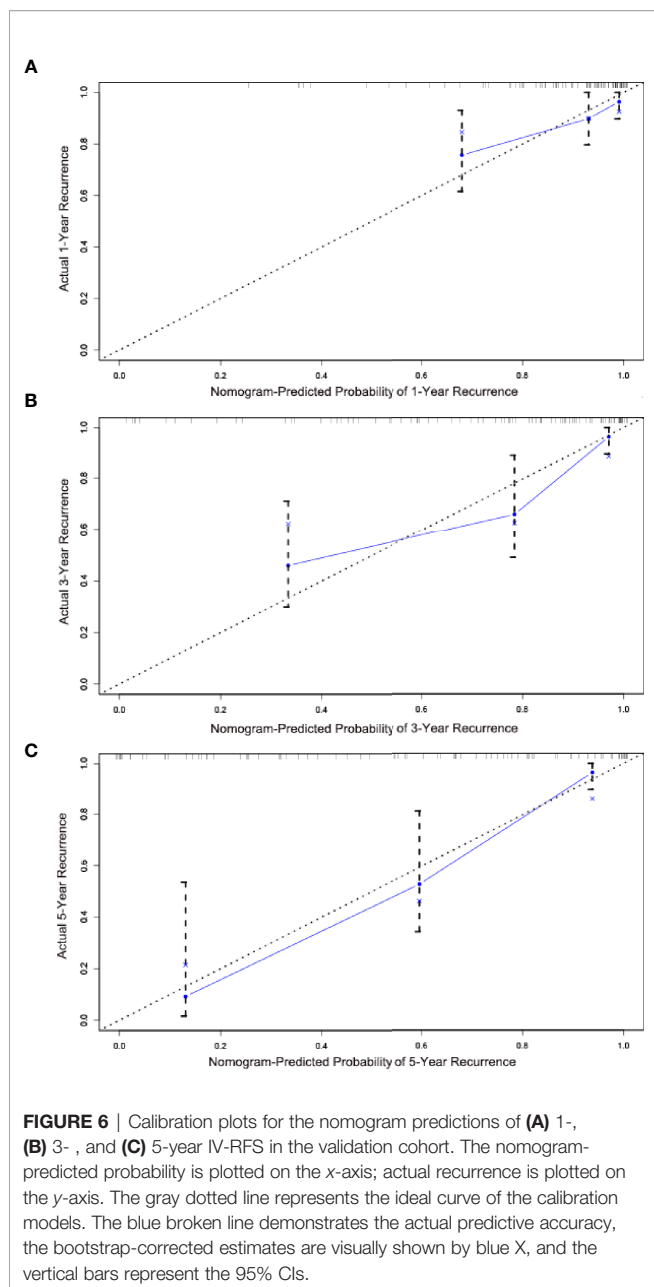 A
Actual 1-Year Recurrence
1.0
0.8
0.6
0.4
0.2
0.0
0.0 0.2 0.4 0.6 0.8 1.0
Nomogram-Predicted Probability of 1-Year Recurrence
B
Actual 3-Year Recurrence
1.0
0.8
0.6
0.4
0.2
0.0
0.0 0.2 0.4 0.6 0.8 1.0
Nomogram-Predicted Probability of 3-Year Recurrence
C
Actual 5-Year Recurrence
1.0
0.8
0.6
0.4
0.2
0.0
0.0 0.2 0.4 0.6 0.8 1.0
Nomogram-Predicted Probability of 5-Year Recurrence
FIGURE 6 | Calibration plots for the nomogram predictions of (A) 1-,
(B) 3- , and (C) 5-year IV-RFS in the validation cohort. The nomogram-
predicted probability is plotted on the x-axis; actual recurrence is plotted on
the y-axis. The gray dotted line represents the ideal curve of the calibration
models. The blue broken line demonstrates the actual predictive accuracy,
the bootstrap-corrected estimates are visually shown by blue X, and the
vertical bars represent the 95% CIs.